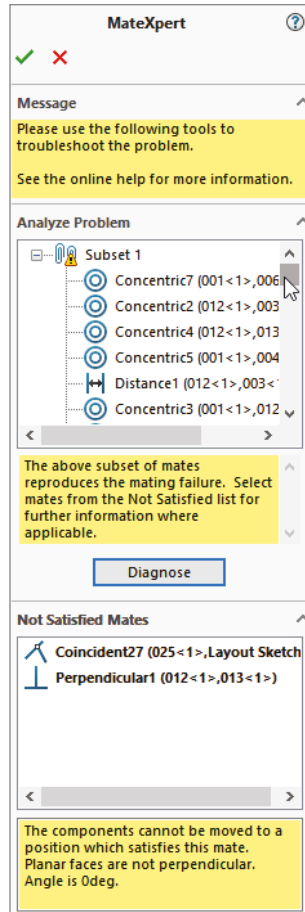 MateXpert
Message
Please use the following tools to
troubleshoot the problem.
See the online help for more information.
Analyze Problem
Subset 1
Concentric7 (001<1>,006
Concentric2 (012<1>,003
Concentric4 (012<1>,013
Concentric5 (001<1>,004
Distance1 (012<1>,003<
Concentric3 (001<1>,012
The above subset of mates
reproduces the mating failure. Select
mates from the Not Satisfied list for
further information where
applicable.
Diagnose
Not Satisfied Mates
Coincident27 (025<1>,Layout Sketch
Perpendicular1 (012<1>,013<1>)
The components cannot be moved to a
position which satisfies this mate.
Planar faces are not perpendicular.
Angle is 0deg.